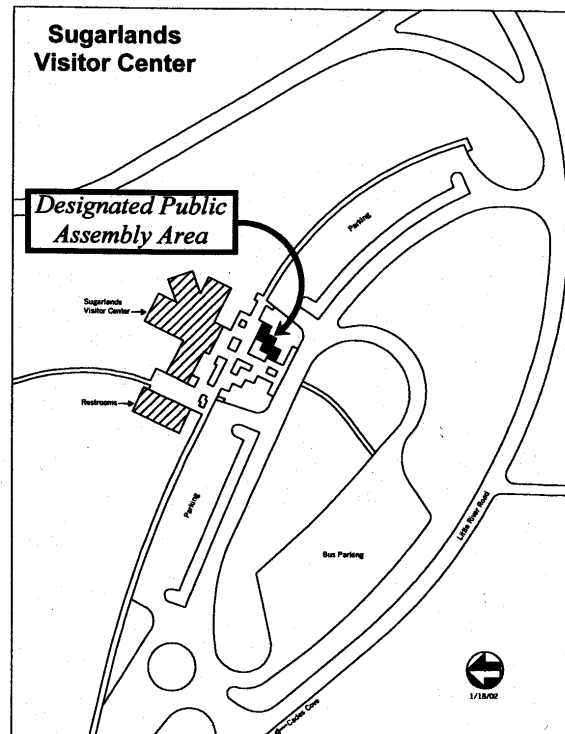 Sugarlands
Visitor Center
Designated Public
Assembly Area
Parking
Sugarlands
Visitor Center
Restrooms
Parking
Bus Parking
Little River Road
Cades Cove
1/18/02